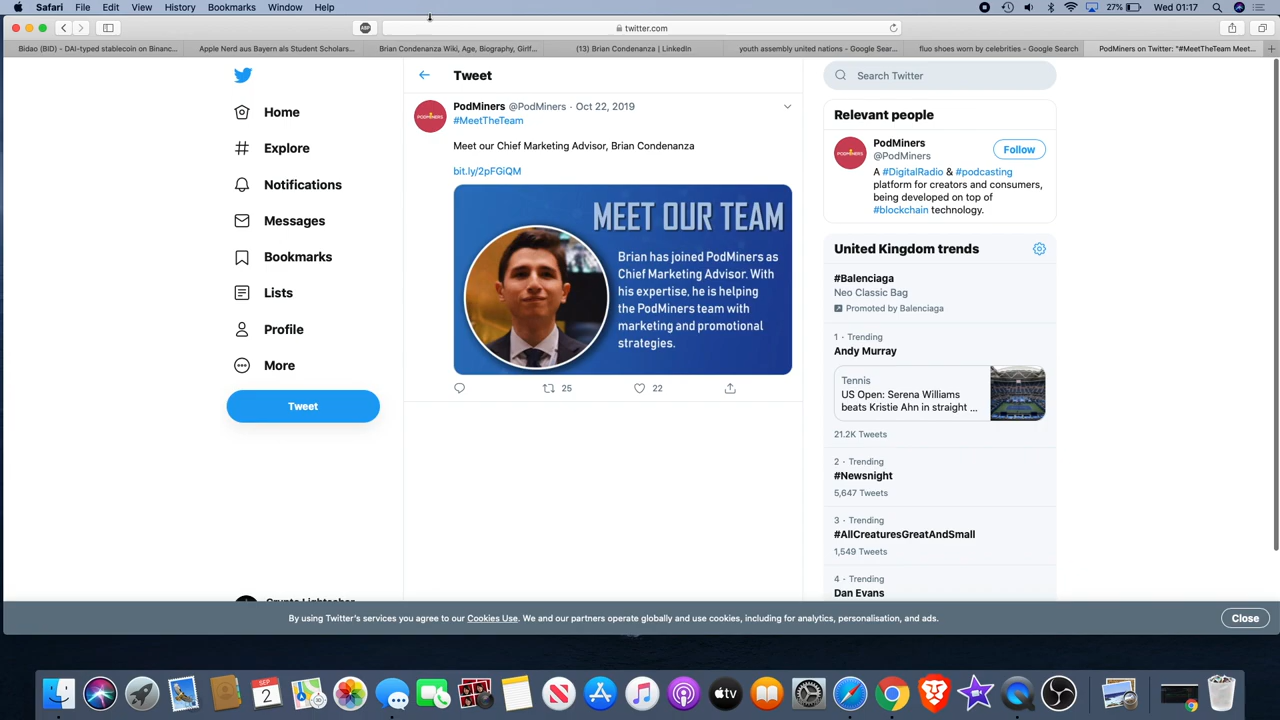 Safari File Edit View History Bookmarks Window Help 27% Wed 01:17
twitter.com
Bidao (BID) - DAI-typed stablecoin on Binanc... Apple Nerd aus Bayern als Student Scholars... Brian Condenanza Wiki, Age, Biography, Girlf... (13) Brian Condenanza | LinkedIn youth assembly united nations - Google Sear... fluo shoes worn by celebrities - Google Search PodMiners on Twitter: "#MeetTheTeam Meet...
Home
Explore
Notifications
Messages
Bookmarks
Lists
Profile
More
Tweet
Tweet
PodMiners @PodMiners · Oct 22, 2019
#MeetTheTeam
Meet our Chief Marketing Advisor, Brian Condenanza
bit.ly/2pFGiQM
PODMINERS
MEET OUR TEAM
Brian has joined PodMiners as
Chief Marketing Advisor. With
his expertise, he is helping
the PodMiners team with
marketing and promotional
strategies.
25 22
Search Twitter
Relevant people
PODMINERS
PodMiners
@PodMiners
Follow
A #DigitalRadio & #podcasting
platform for creators and consumers,
being developed on top of
#blockchain technology.
United Kingdom trends
#Balenciaga
Neo Classic Bag
Promoted by Balenciaga
1 · Trending
Andy Murray
Tennis
US Open: Serena Williams
beats Kristie Ahn in straight ...
21.2K Tweets
2 · Trending
#Newsnight
5,647 Tweets
3 · Trending
#AllCreaturesGreatAndSmall
1,549 Tweets
4 · Trending
Dan Evans
By using Twitter's services you agree to our Cookies Use. We and our partners operate globally and use cookies, including for analytics, personalisation, and ads.
Close
SEP
2
tv